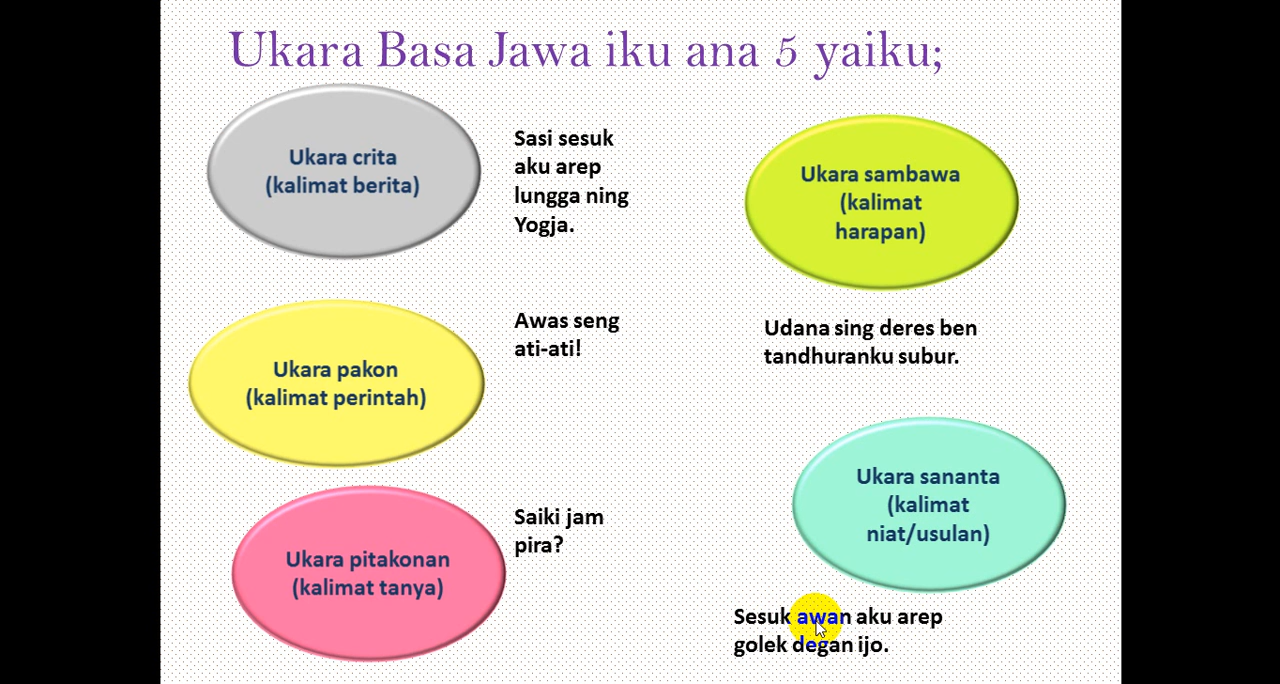 Ukara Basa Jawa iku ana 5 yaiku;
Ukara crita
(kalimat berita)
Sasi sesuk
aku arep
lungga ning
Yogja.
Ukara pakon
(kalimat perintah)
Awas seng
ati-ati!
Ukara pitakonan
(kalimat tanya)
Saiki jam
pira?
Ukara sambawa
(kalimat
harapan)
Udana sing deres ben
tandhuranku subur.
Ukara sananta
(kalimat
niat/usulan)
Sesuk awan aku arep
golek degan ijo.